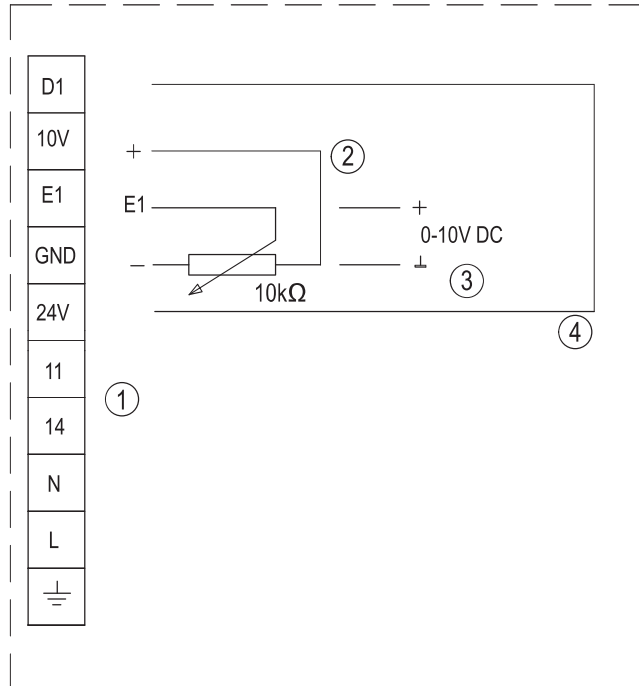 D1
10V
+
②
E1
E1
+
0-10V DC
GND
–
10kΩ
③
24V
④
11
①
14
N
L